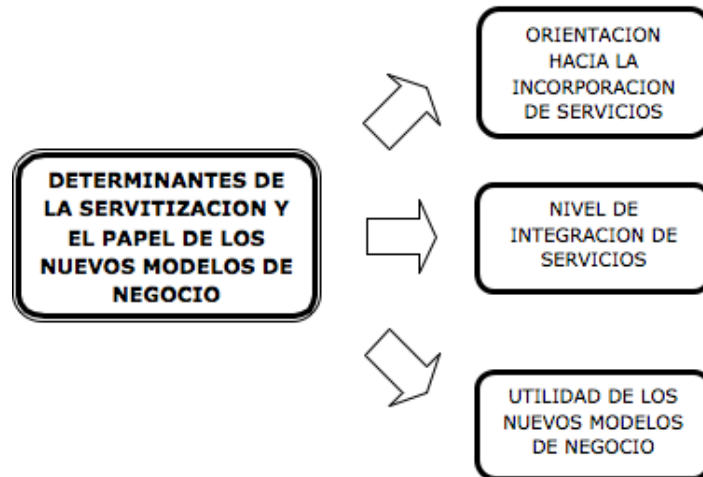 DETERMINANTES DE
LA SERVITIZACION Y
EL PAPEL DE LOS
NUEVOS MODELOS DE
NEGOCIO
ORIENTACION
HACIA LA
INCORPORACION
DE SERVICIOS
NIVEL DE
INTEGRACION DE
SERVICIOS
UTILIDAD DE LOS
NUEVOS MODELOS
DE NEGOCIO